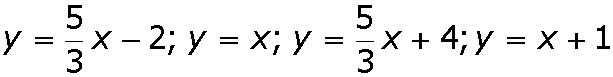 y = 5/3 x − 2; y = x; y = 5/3 x + 4; y = x + 1